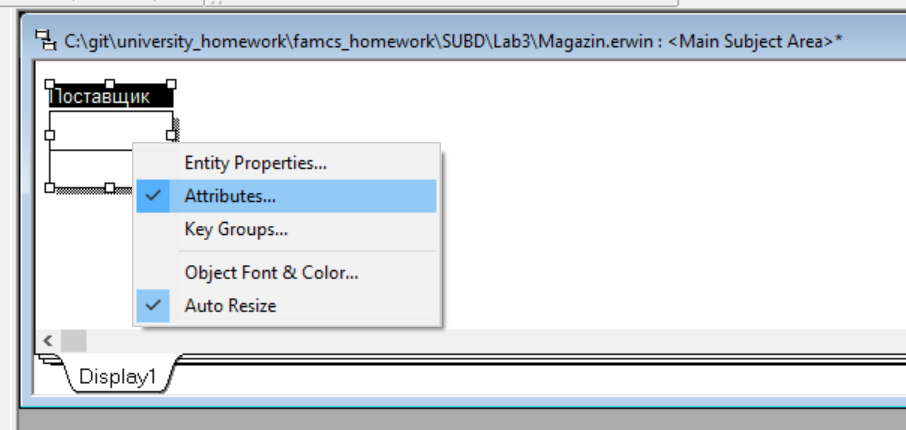 C:\git\university_homework\famcs_homework\SUBD\Lab3\Magazin.erwin : <Main Subject Area>*
Поставщик
Entity Properties...
Attributes...
Key Groups...
Object Font & Color...
Auto Resize
Display1